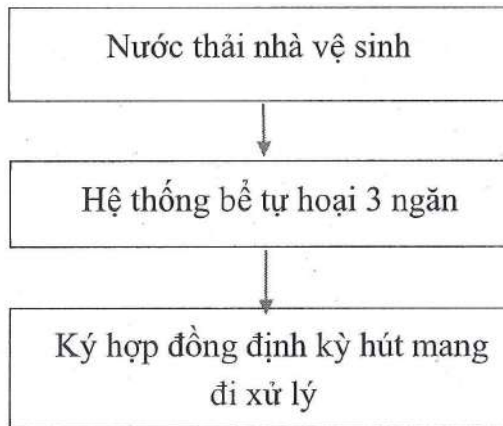 Nước thải nhà vệ sinh
Hệ thống bể tự hoại 3 ngăn
Ký hợp đồng định kỳ hút mang
đi xử lý